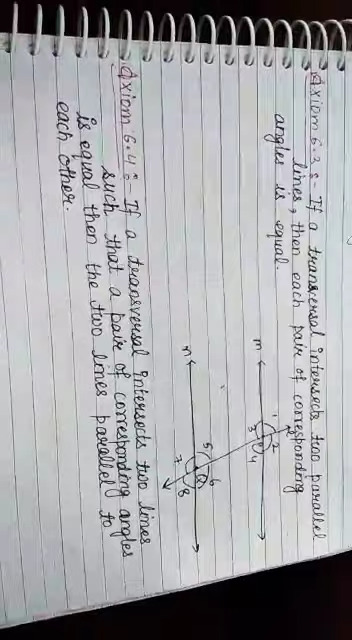 Axiom 6.3 :- If a transversal intersects two parallel
lines, then each pair of corresponding
angles is equal.
m
1
2
3
4
n
5
6
7
8
Axiom 6.4 :- If a transversal intersects two lines
such that a pair of corresponding angles
is equal then the two lines parallel to
each other.